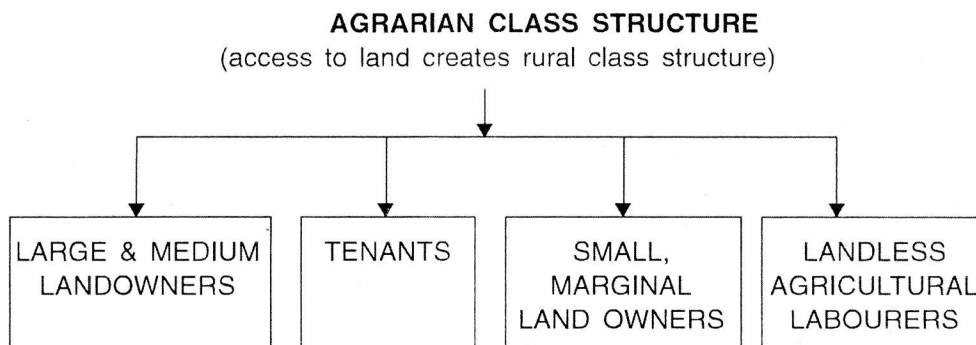 AGRARIAN CLASS STRUCTURE
(access to land creates rural class structure)
LARGE & MEDIUM
LANDOWNERS
TENANTS
SMALL,
MARGINAL
LAND OWNERS
LANDLESS
AGRICULTURAL
LABOURERS